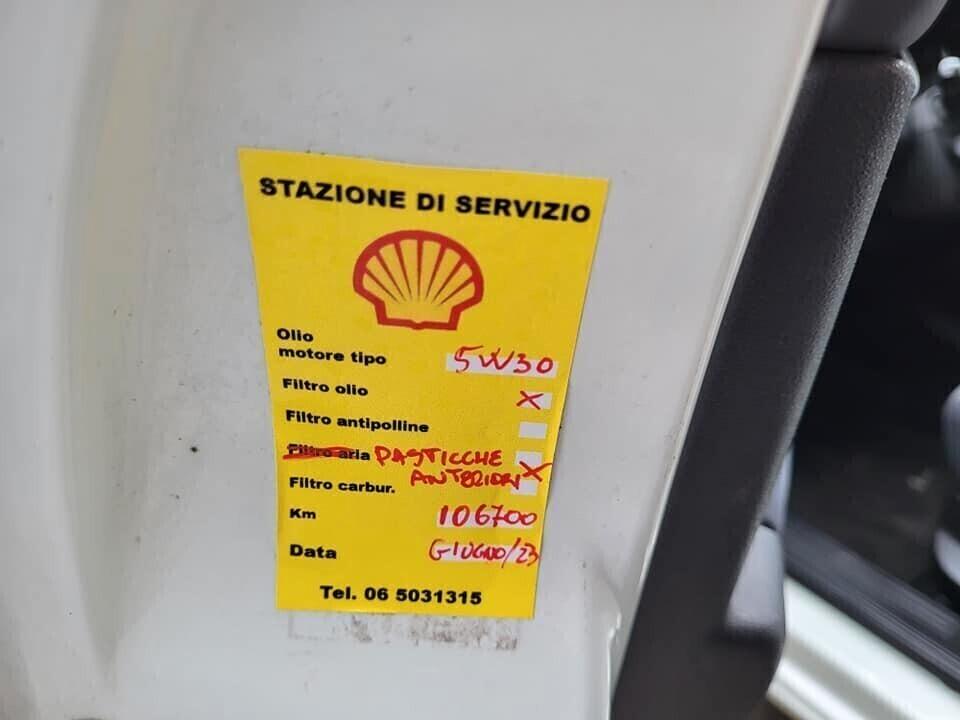 STAZIONE DI SERVIZIO
Olio
motore tipo 5W30
Filtro olio X
Filtro antipolline
Filtro aria PASTICCHE
ANTERIORI X
Filtro carbur.
Km 106700
Data GIUGNO/23
Tel. 06 5031315